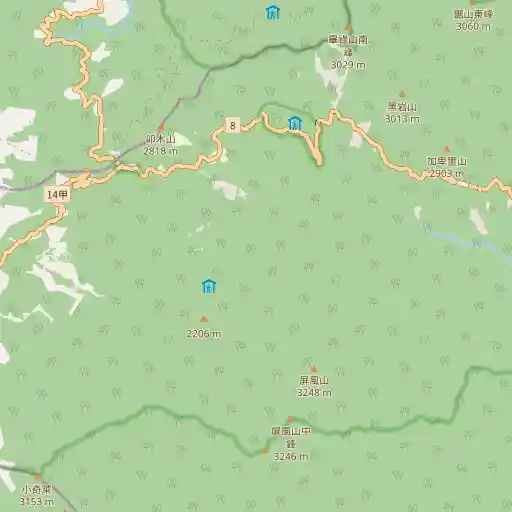 鋸山東峰
3060 m
畢祿山南
峰
3029 m
黑岩山
3013 m
8
卯木山
2818 m
加卑里山
2903 m
14甲
2206 m
屏風山
3248 m
屏風山中
鋒
3246 m
小奇萊
3153 m